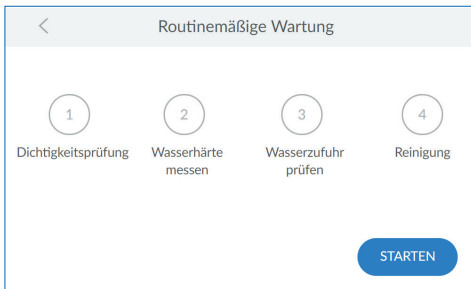 Routinemäßige Wartung
1
2
3
4
Dichtigkeitsprüfung
Wasserhärte
messen
Wasserzufuhr
prüfen
Reinigung
STARTEN